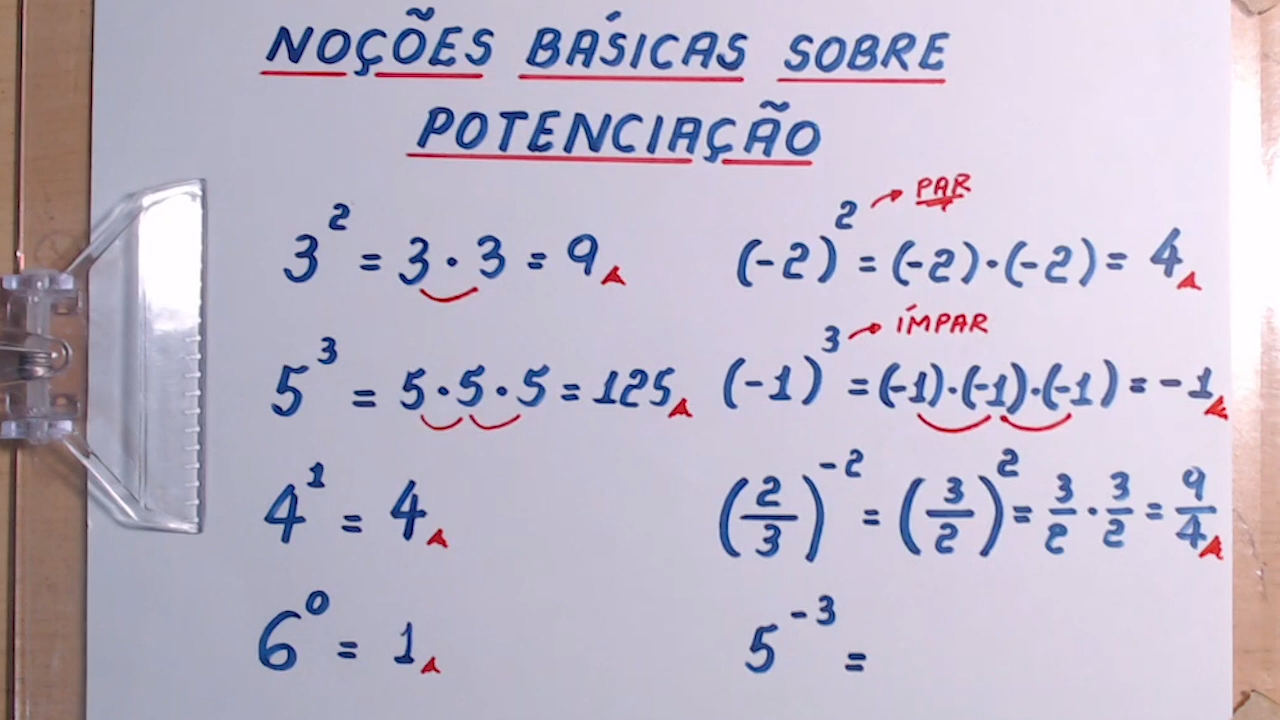 NOÇÕES BÁSICAS SOBRE
POTENCIAÇÃO
3² = 3 · 3 = 9
5³ = 5 · 5 · 5 = 125
4¹ = 4
6⁰ = 1
(-2)² = (-2) · (-2) = 4
PAR
(-1)³ = (-1) · (-1) · (-1) = -1
ÍMPAR
(2/3)⁻² = (3/2)² = 3/2 · 3/2 = 9/4
5⁻³ =